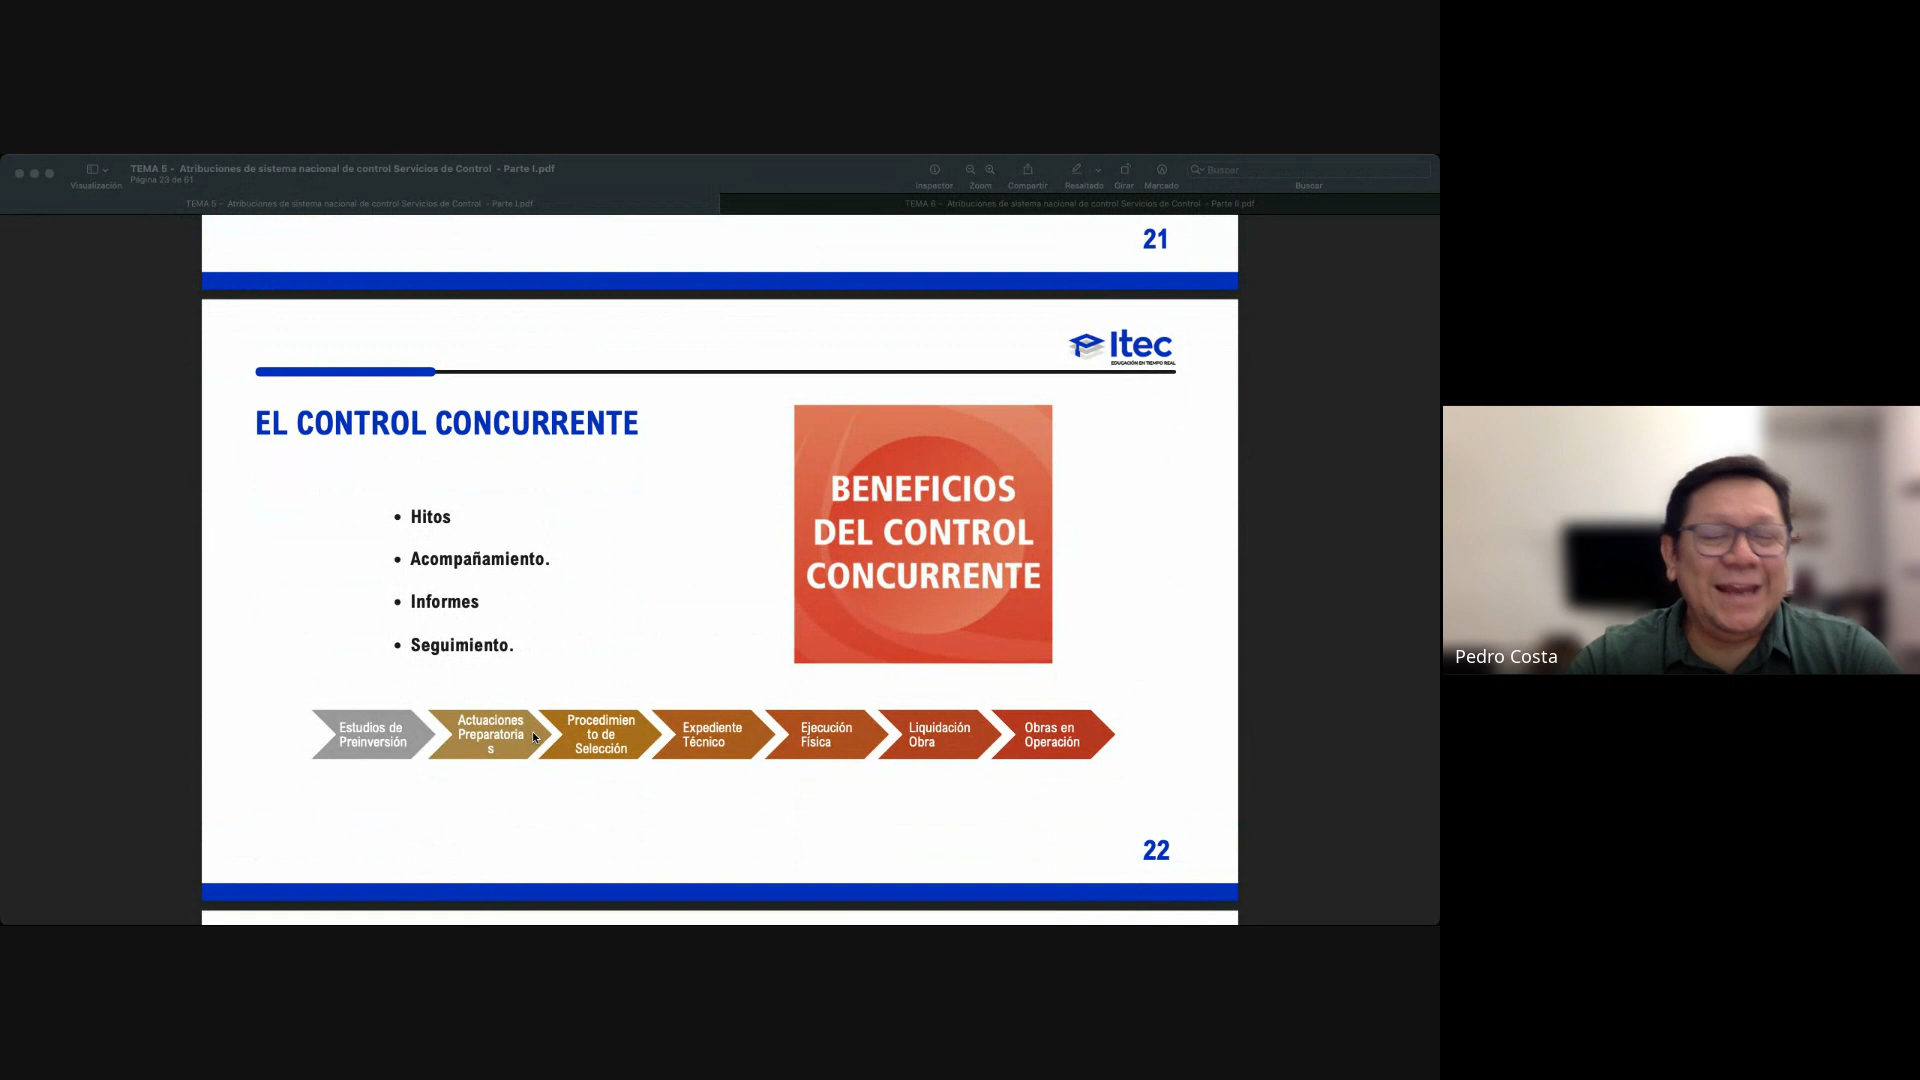 TEMA 5 - Atribuciones de sistema nacional de control Servicios de Control - Parte I.pdf
Página 23 de 61
Visualización
Inspector
Zoom
Compartir
Resaltado
Girar
Marcado
Buscar
Buscar
TEMA 5 - Atribuciones de sistema nacional de control Servicios de Control - Parte I.pdf
TEMA 6 - Atribuciones de sistema nacional de control Servicios de Control - Parte II.pdf
21
Itec
EDUCACIÓN EN TIEMPO REAL
EL CONTROL CONCURRENTE
• Hitos
• Acompañamiento.
• Informes
• Seguimiento.
BENEFICIOS
DEL CONTROL
CONCURRENTE
Estudios de
Preinversión
Actuaciones
Preparatoria
s
Procedimien
to de
Selección
Expediente
Técnico
Ejecución
Física
Liquidación
Obra
Obras en
Operación
22
Pedro Costa